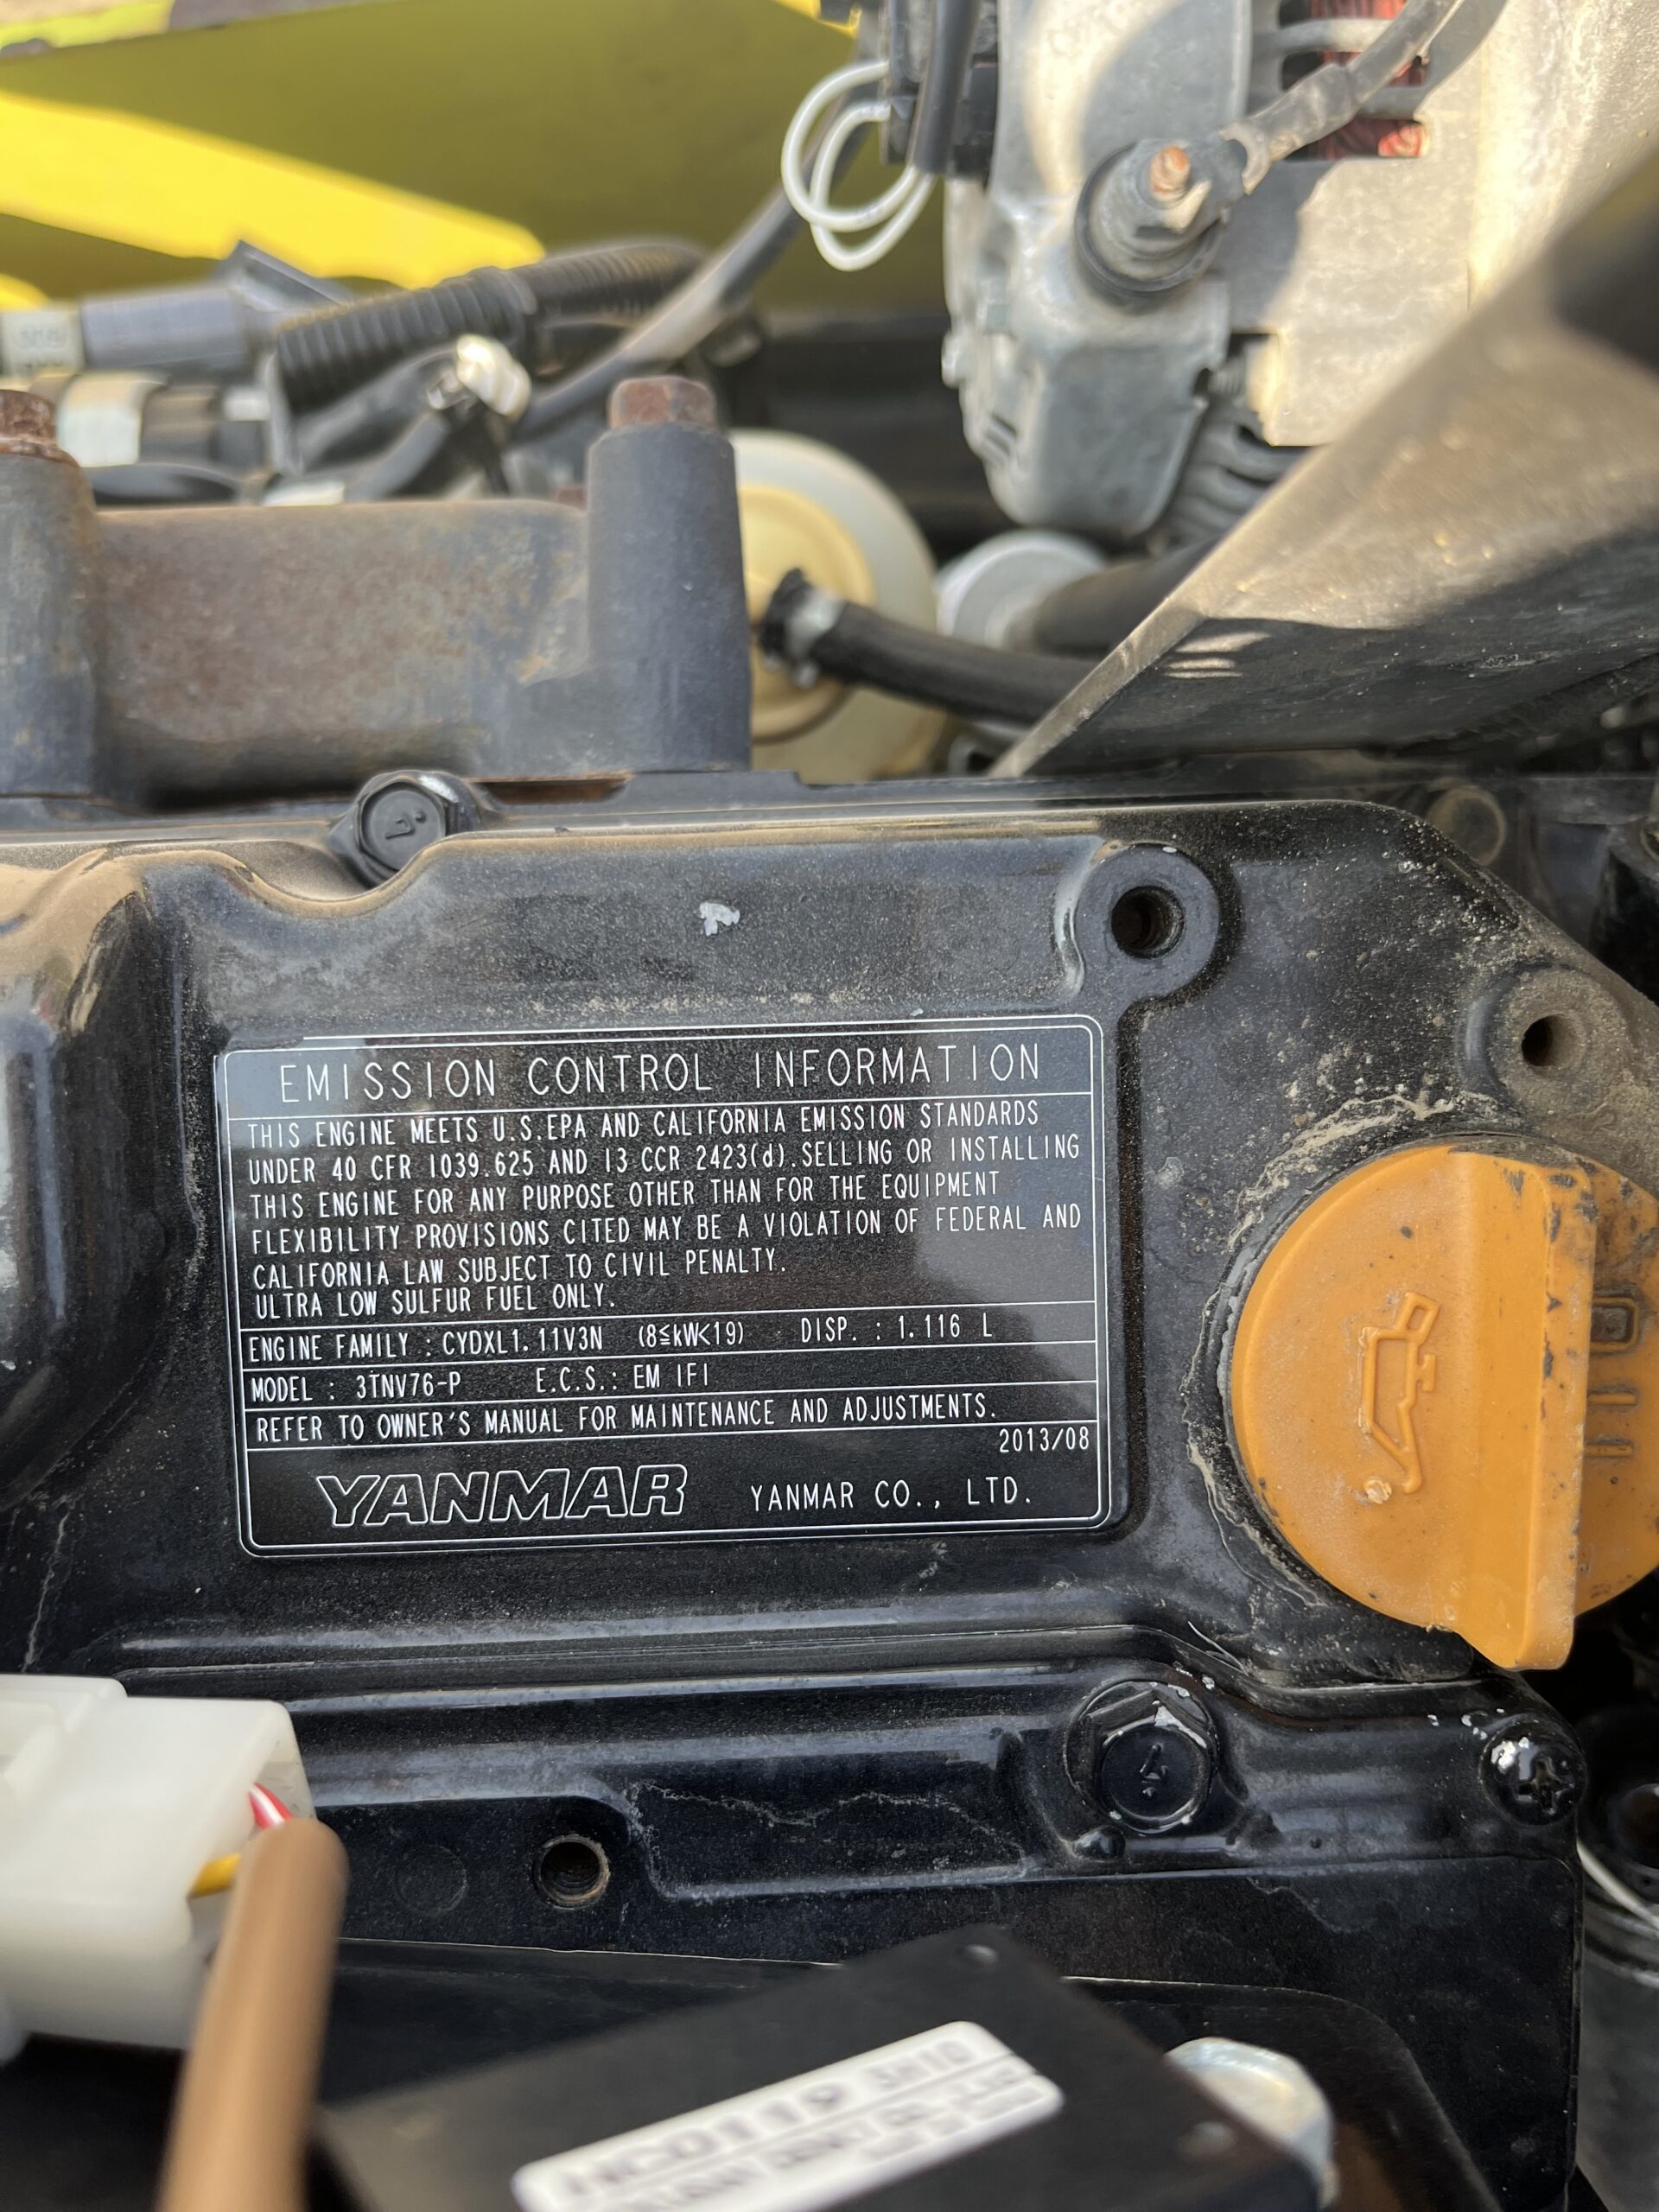 EMISSION CONTROL INFORMATION
THIS ENGINE MEETS U.S.EPA AND CALIFORNIA EMISSION STANDARDS
UNDER 40 CFR 1039.625 AND 13 CCR 2423(d).SELLING OR INSTALLING
THIS ENGINE FOR ANY PURPOSE OTHER THAN FOR THE EQUIPMENT
FLEXIBILITY PROVISIONS CITED MAY BE A VIOLATION OF FEDERAL AND
CALIFORNIA LAW SUBJECT TO CIVIL PENALTY.
ULTRA LOW SULFUR FUEL ONLY.
ENGINE FAMILY : CYDXL1.11V3N (8≦kW<19) DISP. : 1.116 L
MODEL : 3TNV76-P E.C.S.: EM IFI
REFER TO OWNER'S MANUAL FOR MAINTENANCE AND ADJUSTMENTS.
2013/08
YANMAR YANMAR CO., LTD.